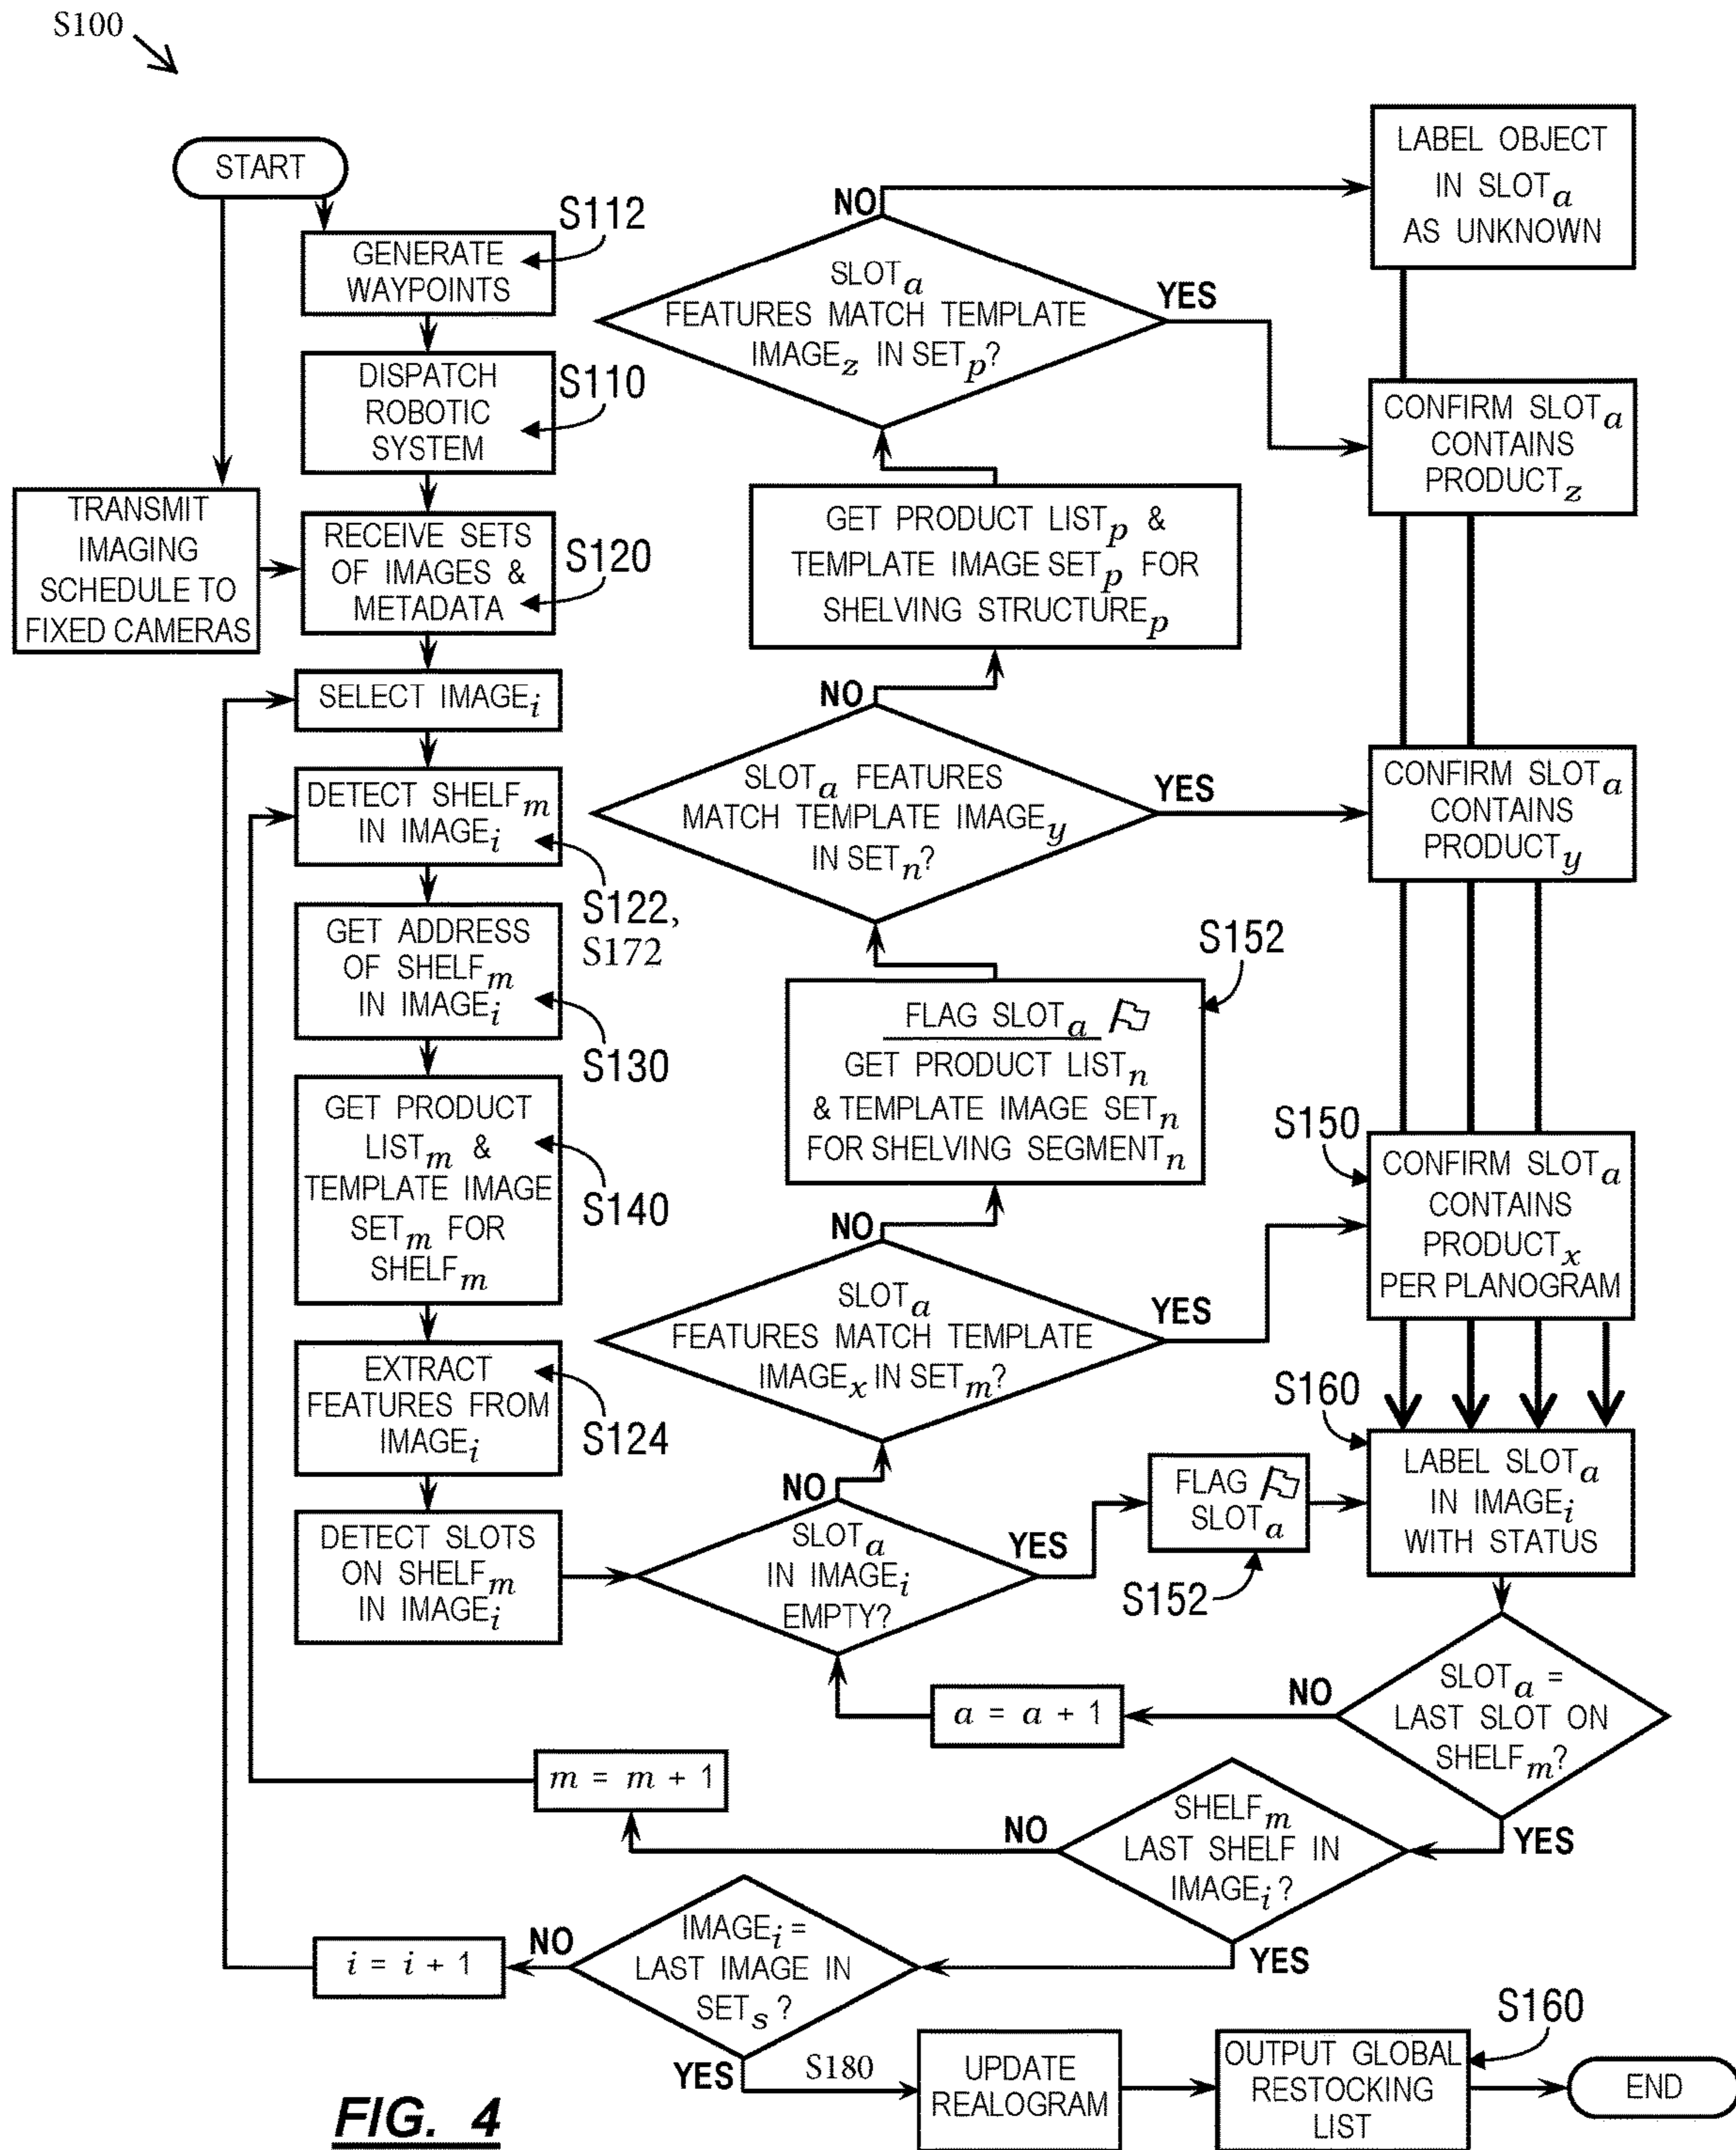 S100
START
S112
GENERATE
WAYPOINTS
DISPATCH
ROBOTIC
SYSTEM
S110
TRANSMIT
IMAGING
SCHEDULE TO
FIXED CAMERAS
RECEIVE SETS
OF IMAGES &
METADATA
S120
SELECT IMAGEi
DETECT SHELFm
IN IMAGEi
S122,
S172
GET ADDRESS
OF SHELFm
IN IMAGEi
S130
GET PRODUCT
LISTm &
TEMPLATE IMAGE
SETm FOR
SHELFm
S140
EXTRACT
FEATURES FROM
IMAGEi
S124
DETECT SLOTS
ON SHELFm
IN IMAGEi
NO
SLOTa
FEATURES MATCH TEMPLATE
IMAGEz IN SETp?
YES
GET PRODUCT LISTp &
TEMPLATE IMAGE SETp FOR
SHELVING STRUCTUREp
NO
SLOTa FEATURES
MATCH TEMPLATE IMAGEy
IN SETn?
YES
S152
FLAG SLOTa
GET PRODUCT LISTn
& TEMPLATE IMAGE SETn
FOR SHELVING SEGMENTn
NO
SLOTa
FEATURES MATCH TEMPLATE
IMAGEx IN SETm?
YES
NO
SLOTa
IN IMAGEi
EMPTY?
YES
FLAG
SLOTa
S152
LABEL OBJECT
IN SLOTa
AS UNKNOWN
CONFIRM SLOTa
CONTAINS
PRODUCTz
CONFIRM SLOTa
CONTAINS
PRODUCTy
S150
CONFIRM SLOTa
CONTAINS
PRODUCTx
PER PLANOGRAM
S160
LABEL SLOTa
IN IMAGEi
WITH STATUS
SLOTa =
LAST SLOT ON
SHELFm?
NO
a = a + 1
YES
SHELFm
LAST SHELF IN
IMAGEi?
NO
m = m + 1
YES
IMAGEi =
LAST IMAGE IN
SETs?
NO
i = i + 1
YES
S180
UPDATE
REALOGRAM
OUTPUT GLOBAL
RESTOCKING
LIST
S160
END
FIG. 4